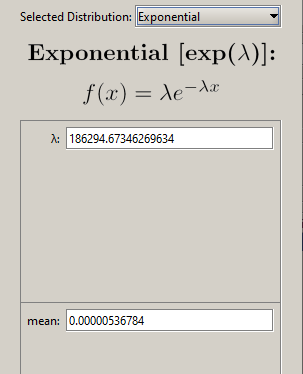 Selected Distribution: Exponential
Exponential [exp(λ)]:
f(x) = λe^{−λx}
λ: 186294.67346269634
mean: 0.00000536784